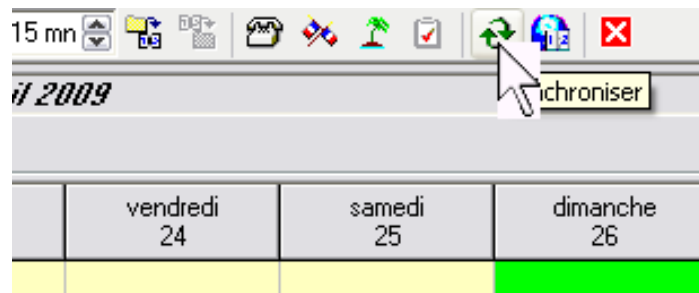 15 mn
il 2009
chroniser
vendredi
24
samedi
25
dimanche
26